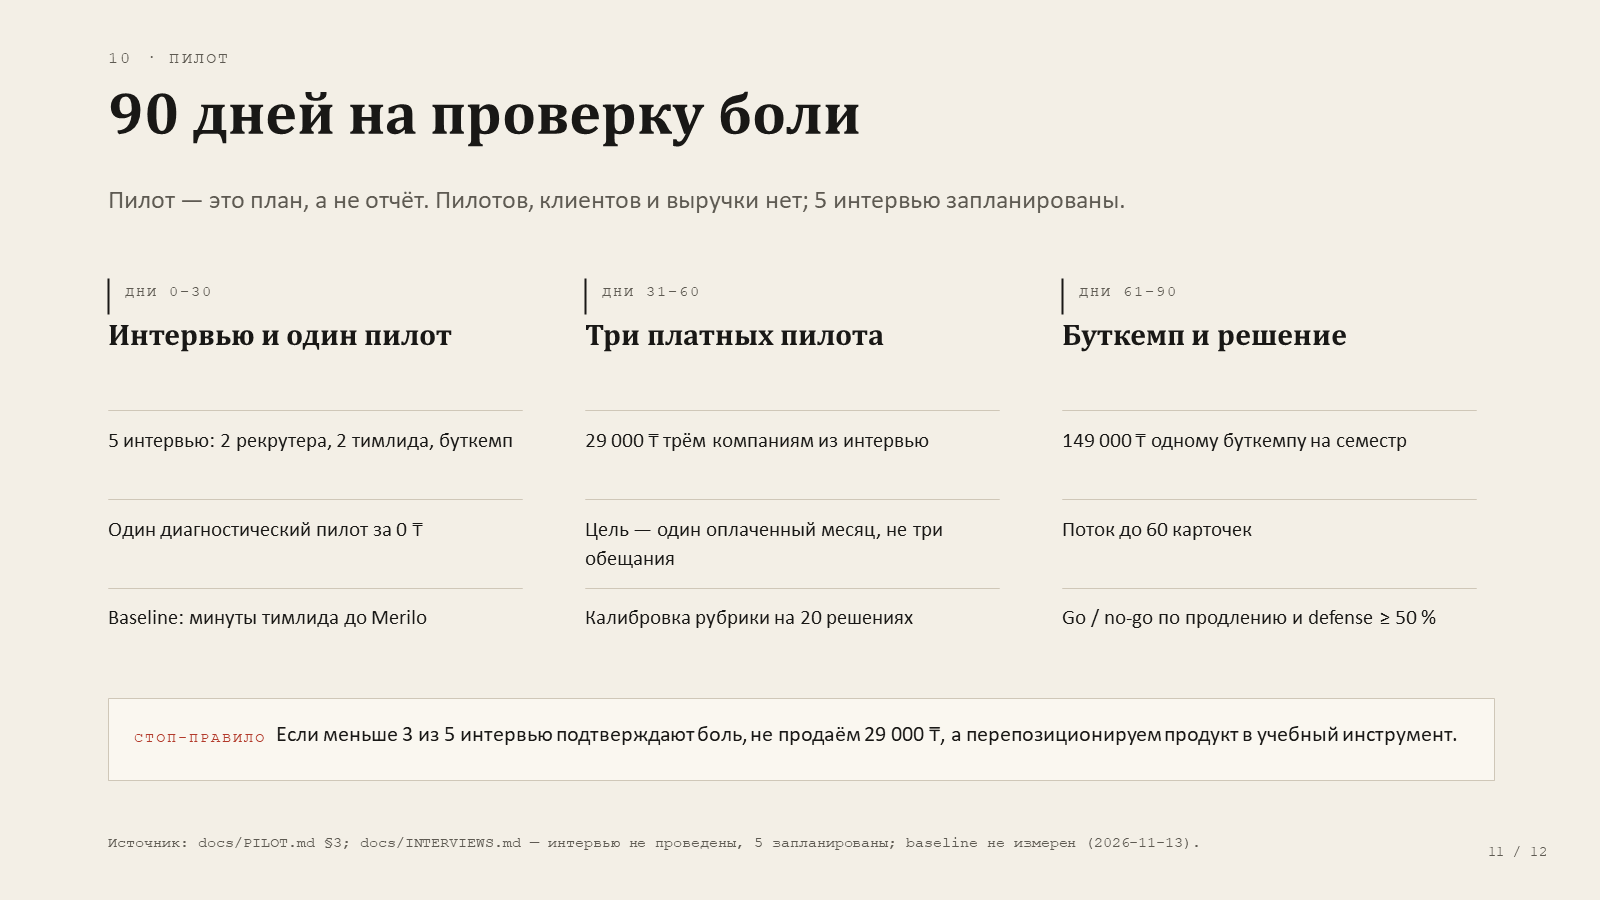 10 · ПИЛОТ
90 дней на проверку боли
Пилот — это план, а не отчёт. Пилотов, клиентов и выручки нет; 5 интервью запланированы.
ДНИ 0–30
Интервью и один пилот
5 интервью: 2 рекрутера, 2 тимлида, буткемп
Один диагностический пилот за 0 ₸
Baseline: минуты тимлида до Merilo
ДНИ 31–60
Три платных пилота
29 000 ₸ трём компаниям из интервью
Цель — один оплаченный месяц, не три
обещания
Калибровка рубрики на 20 решениях
ДНИ 61–90
Буткемп и решение
149 000 ₸ одному буткемпу на семестр
Поток до 60 карточек
Go / no-go по продлению и defense ≥ 50 %
СТОП-ПРАВИЛО Если меньше 3 из 5 интервью подтверждают боль, не продаём 29 000 ₸, а перепозиционируем продукт в учебный инструмент.
Источник: docs/PILOT.md §3; docs/INTERVIEWS.md — интервью не проведены, 5 запланированы; baseline не измерен (2026-11-13).
11 / 12